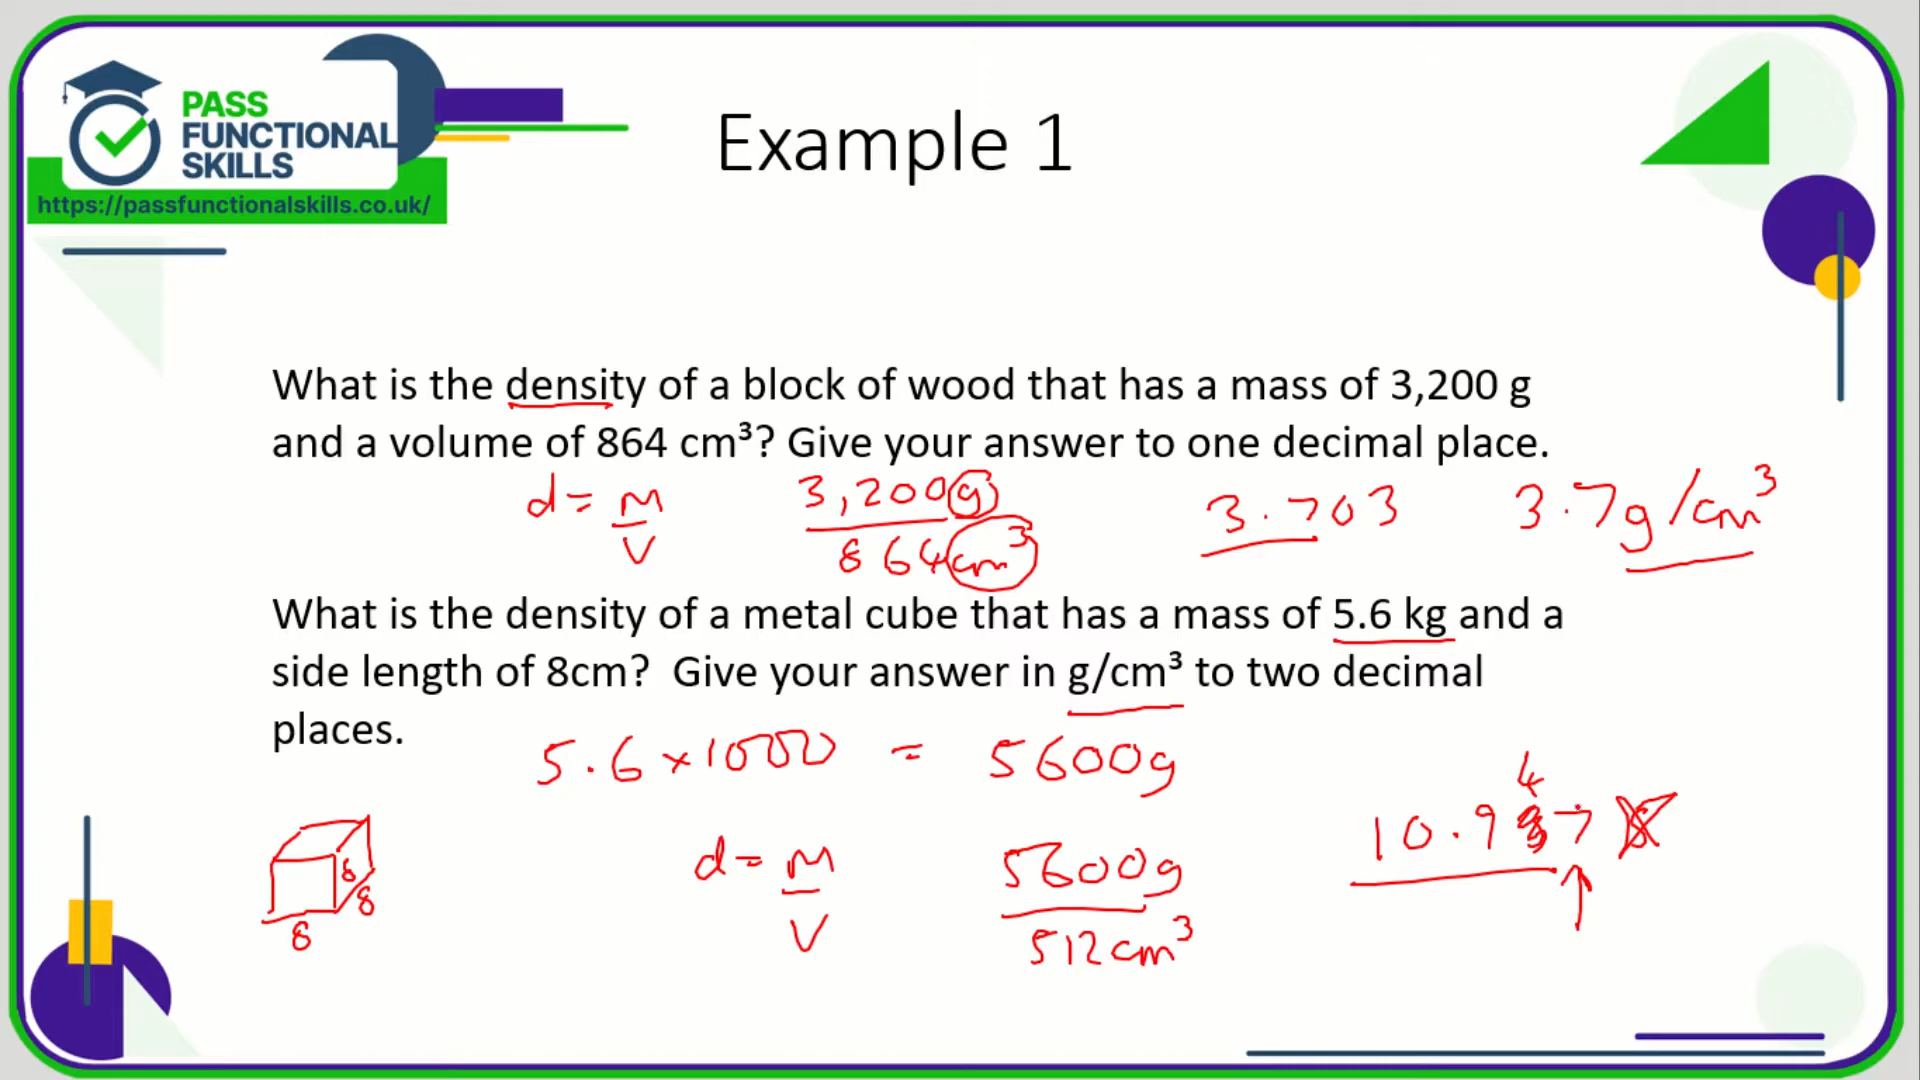 PASS
FUNCTIONAL
SKILLS
https://passfunctionalskills.co.uk/
Example 1
What is the density of a block of wood that has a mass of 3,200 g
and a volume of 864 cm³? Give your answer to one decimal place.
d = M
V
3,200g
864cm³
3.703
3.7g/cm³
What is the density of a metal cube that has a mass of 5.6 kg and a
side length of 8cm?  Give your answer in g/cm³ to two decimal
places.
5.6 × 1000 = 5600g
8
8
8
d = M
V
5600g
512cm³
4
10.9 7